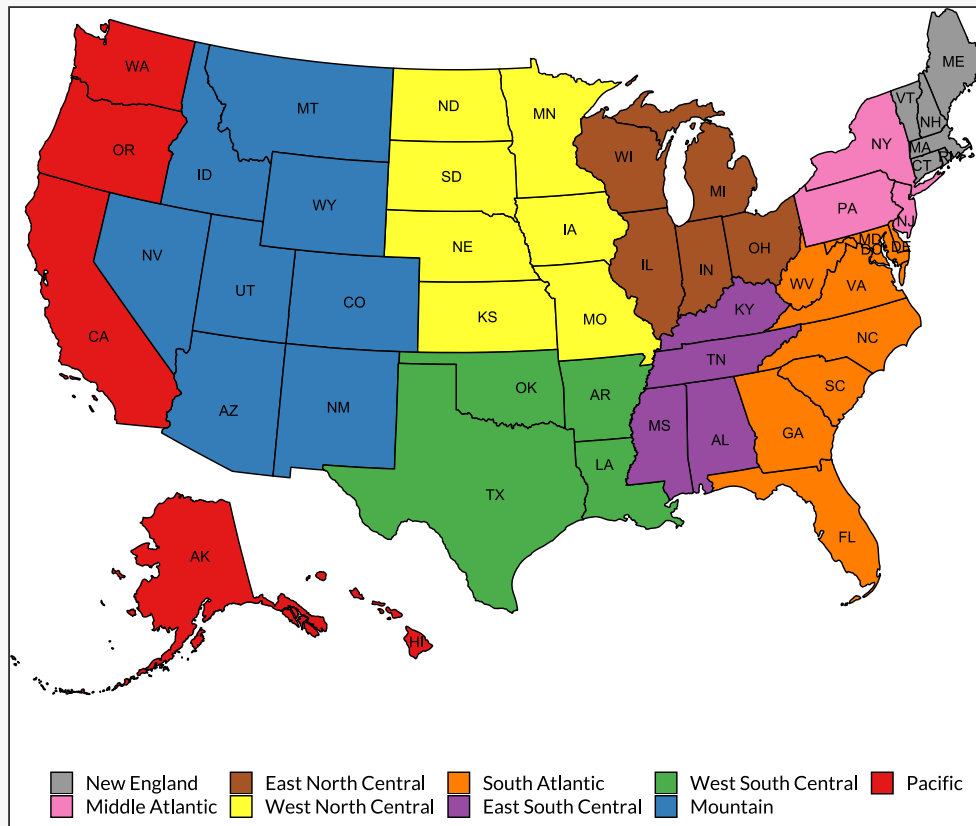 WA
MT
ND
MN
ME
VT
NH
OR
ID
SD
WI
MI
NY
MA
RI
CT
WY
NE
IA
PA
NJ
NV
UT
CO
IL
IN
OH
MD
DE
DC
WV
VA
KS
MO
KY
CA
AZ
NM
OK
AR
TN
NC
SC
MS
AL
GA
LA
TX
FL
AK
HI
New England
East North Central
South Atlantic
West South Central
Pacific
Middle Atlantic
West North Central
East South Central
Mountain